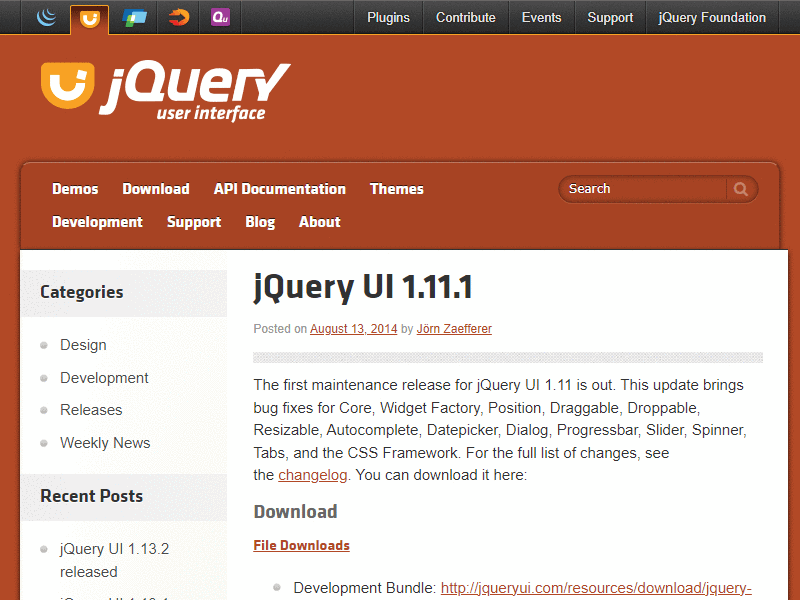 Qu
Plugins
Contribute
Events
Support
jQuery Foundation
jQuery
user interface
Demos
Download
API Documentation
Themes
Search
Development
Support
Blog
About
Categories
Design
Development
Releases
Weekly News
Recent Posts
jQuery UI 1.13.2
released
jQuery UI 1.11.1
Posted on August 13, 2014 by Jörn Zaefferer
The first maintenance release for jQuery UI 1.11 is out. This update brings
bug fixes for Core, Widget Factory, Position, Draggable, Droppable,
Resizable, Autocomplete, Datepicker, Dialog, Progressbar, Slider, Spinner,
Tabs, and the CSS Framework. For the full list of changes, see
the changelog. You can download it here:
Download
File Downloads
Development Bundle: http://jqueryui.com/resources/download/jquery-